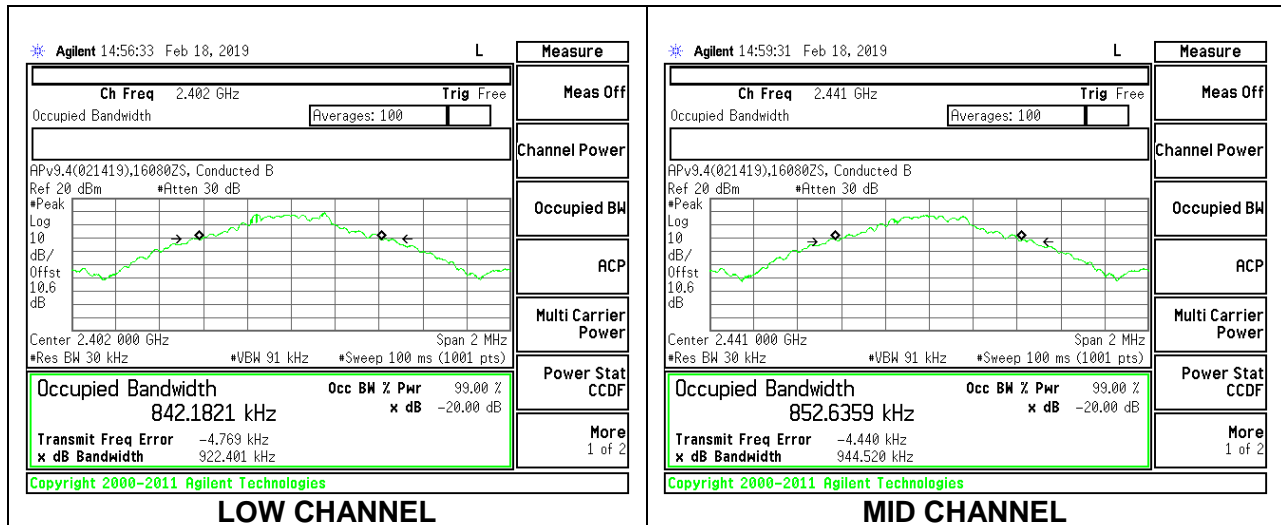 Agilent 14:56:33 Feb 18, 2019 L
Measure
Ch Freq 2.402 GHz Trig Free
Occupied Bandwidth Averages: 100
APv9.4(021419),16080ZS, Conducted B
Ref 20 dBm #Atten 30 dB
#Peak
Log
10
dB/
Offst
10.6
dB
Center 2.402 000 GHz Span 2 MHz
#Res BW 30 kHz #VBW 91 kHz #Sweep 100 ms (1001 pts)
Occupied Bandwidth Occ BW % Pwr 99.00 %
842.1821 kHz x dB -20.00 dB
Transmit Freq Error -4.769 kHz
x dB Bandwidth 922.401 kHz
Copyright 2000-2011 Agilent Technologies
Meas Off
Channel Power
Occupied BW
ACP
Multi Carrier
Power
Power Stat
CCDF
More
1 of 2
LOW CHANNEL
Agilent 14:59:31 Feb 18, 2019 L
Measure
Ch Freq 2.441 GHz Trig Free
Occupied Bandwidth Averages: 100
APv9.4(021419),16080ZS, Conducted B
Ref 20 dBm #Atten 30 dB
#Peak
Log
10
dB/
Offst
10.6
dB
Center 2.441 000 GHz Span 2 MHz
#Res BW 30 kHz #VBW 91 kHz #Sweep 100 ms (1001 pts)
Occupied Bandwidth Occ BW % Pwr 99.00 %
852.6359 kHz x dB -20.00 dB
Transmit Freq Error -4.440 kHz
x dB Bandwidth 944.520 kHz
Copyright 2000-2011 Agilent Technologies
Meas Off
Channel Power
Occupied BW
ACP
Multi Carrier
Power
Power Stat
CCDF
More
1 of 2
MID CHANNEL